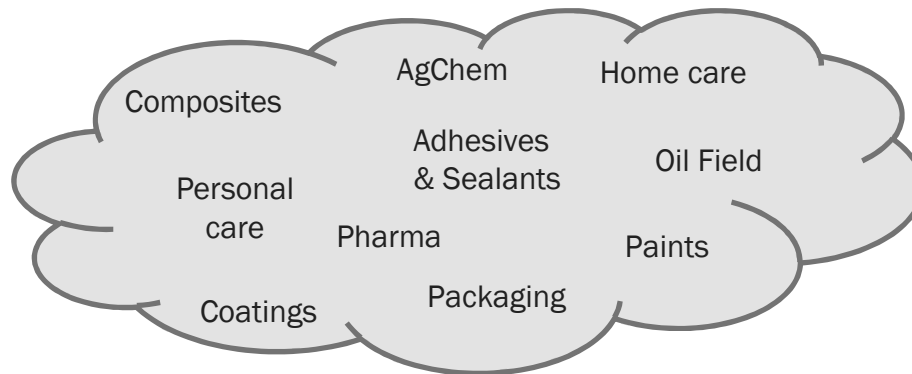 AgChem
Home care
Composites
Adhesives
& Sealants
Oil Field
Personal
care
Pharma
Paints
Packaging
Coatings